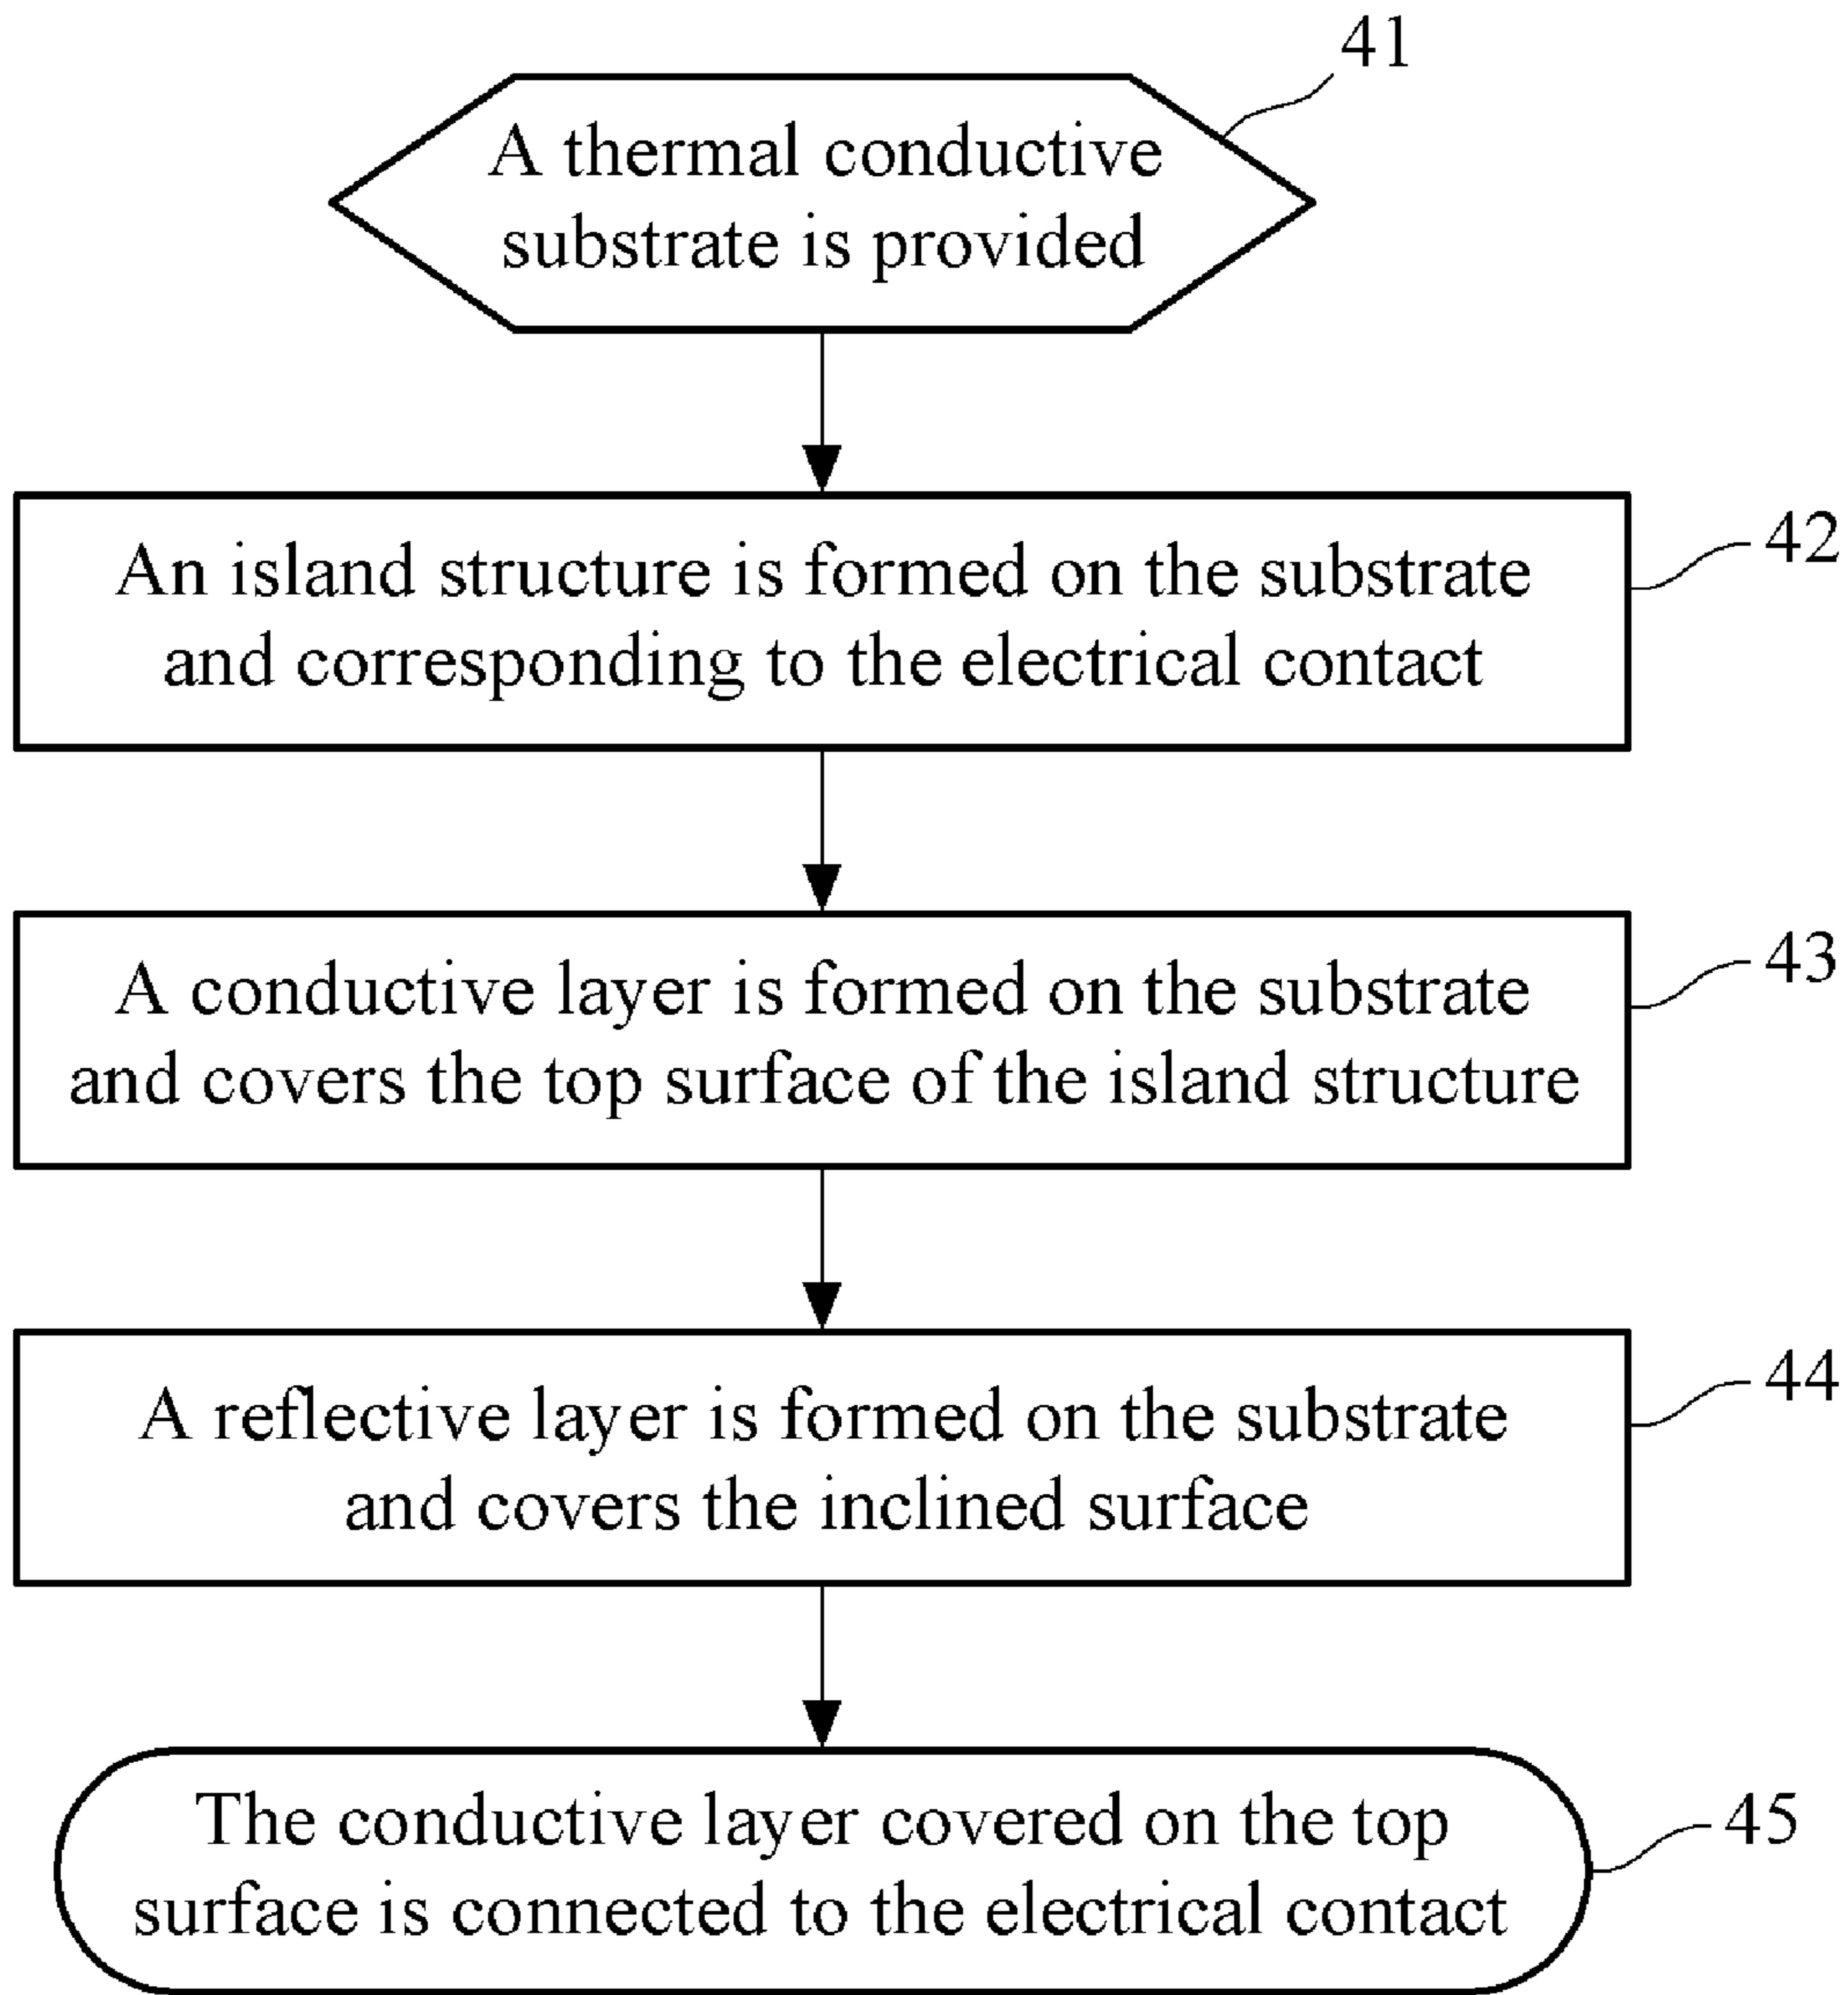 41
A thermal conductive
substrate is provided
42
An island structure is formed on the substrate
and corresponding to the electrical contact
43
A conductive layer is formed on the substrate
and covers the top surface of the island structure
44
A reflective layer is formed on the substrate
and covers the inclined surface
45
The conductive layer covered on the top
surface is connected to the electrical contact